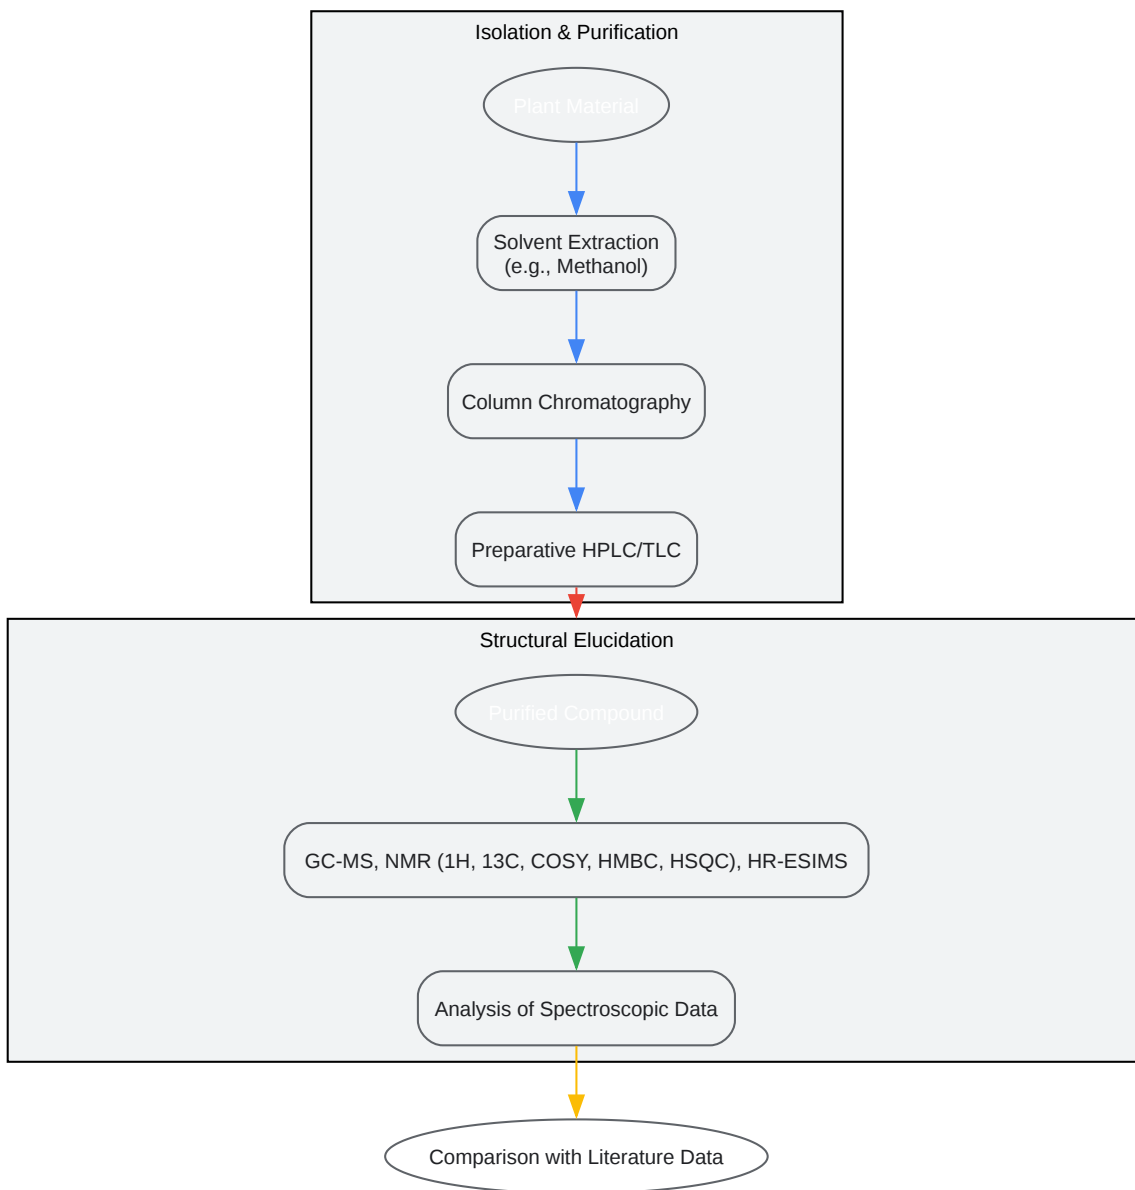 Isolation & Purification
Plant Material
Solvent Extraction
(e.g., Methanol)
Column Chromatography
Preparative HPLC/TLC
Structural Elucidation
Purified Compound
GC-MS, NMR (1H, 13C, COSY, HMBC, HSQC), HR-ESIMS
Analysis of Spectroscopic Data
Comparison with Literature Data